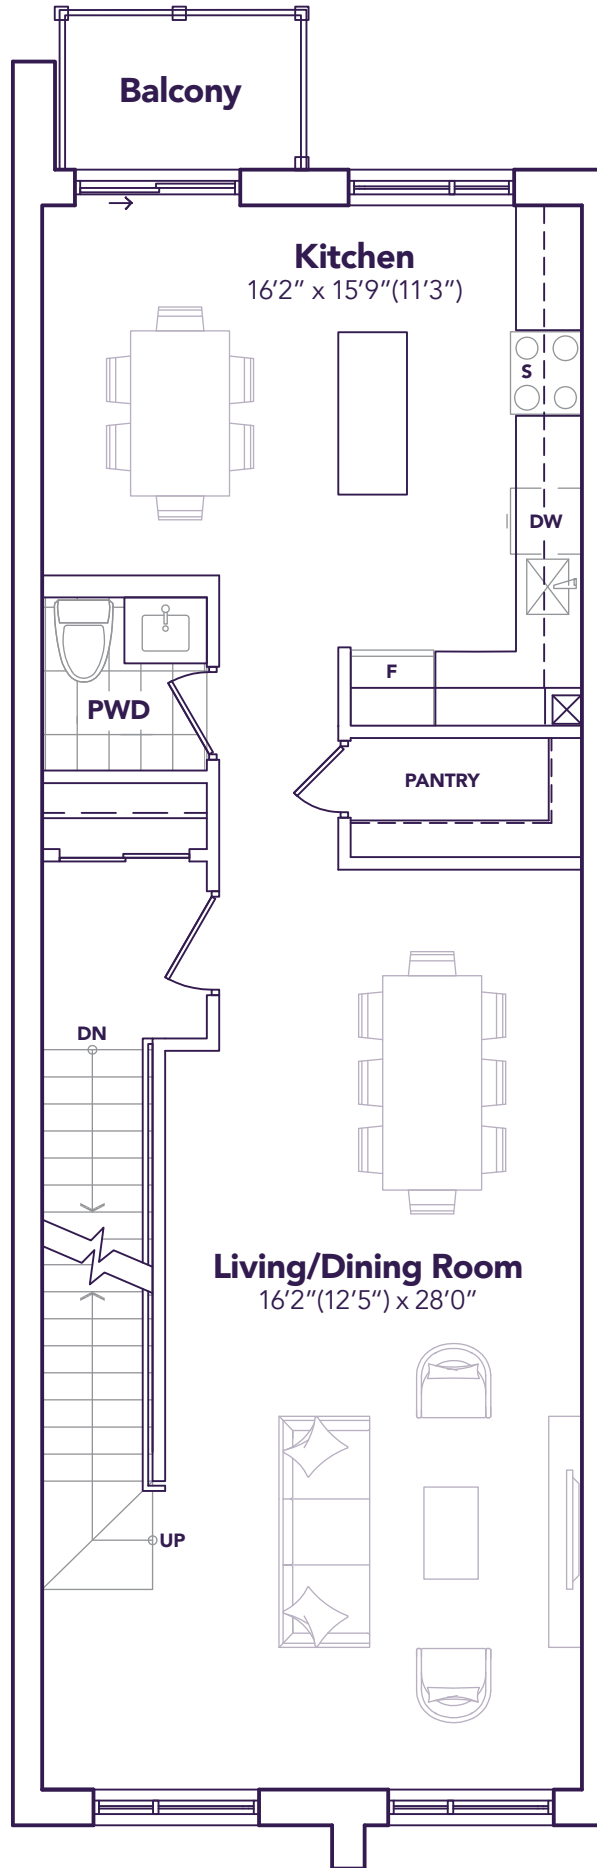 Balcony
Kitchen
16’2” x 15’9”(11’3”)
S
DW
F
PWD
PANTRY
DN
Living/Dining Room
16’2”(12’5”) x 28’0”
UP